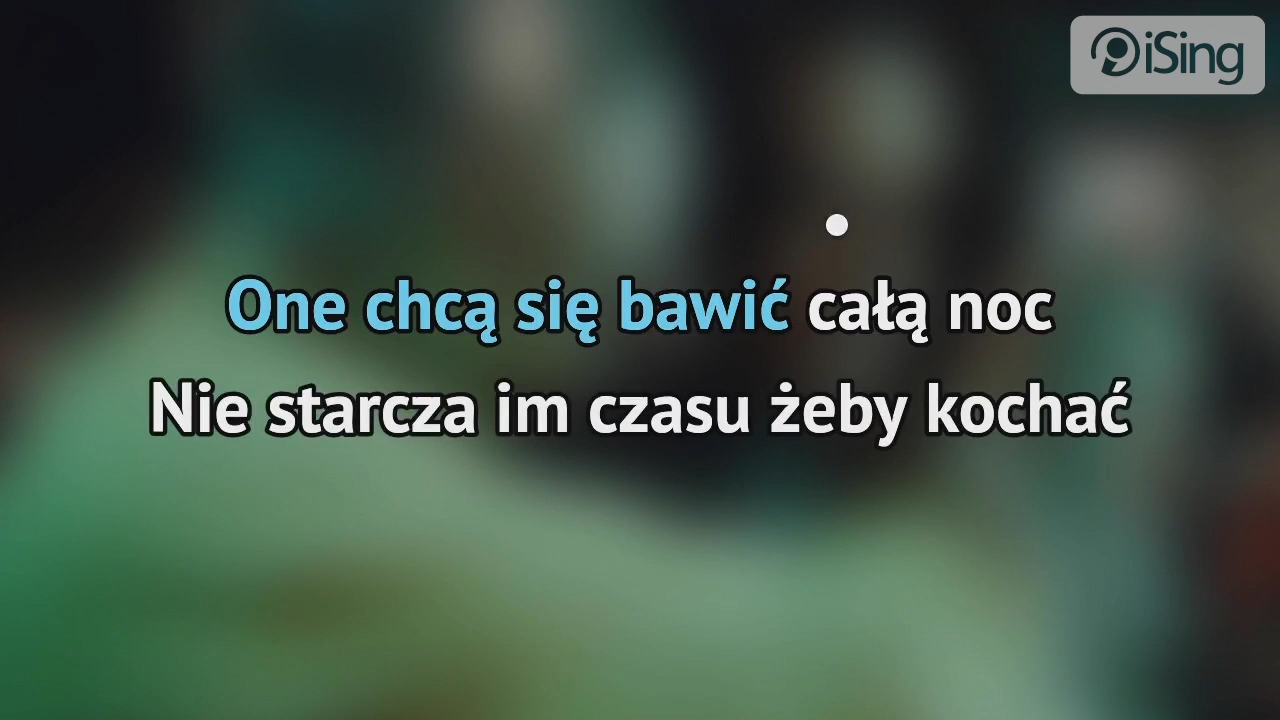 iSing
One chcą się bawić całą noc
Nie starcza im czasu żeby kochać